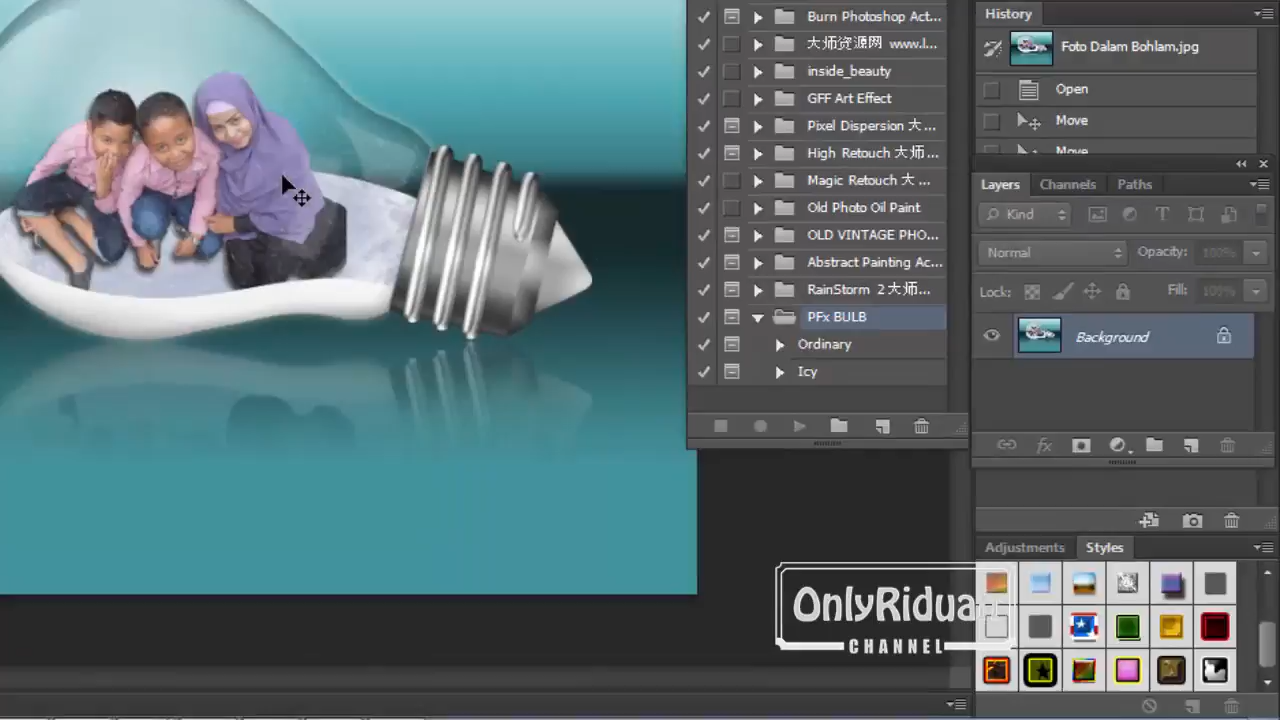 Burn Photoshop Act...
大师资源网 www.l...
inside_beauty
GFF Art Effect
Pixel Dispersion 大...
High Retouch 大师...
Magic Retouch 大 ...
Old Photo Oil Paint
OLD VINTAGE PHO...
Abstract Painting Ac...
RainStorm 2大师...
PFx BULB
Ordinary
Icy
History
Foto Dalam Bohlam.jpg
Open
Move
Move
Layers Channels Paths
Kind
Normal Opacity: 100%
Lock: Fill: 100%
Background
Adjustments Styles
OnlyRiduan
CHANNEL